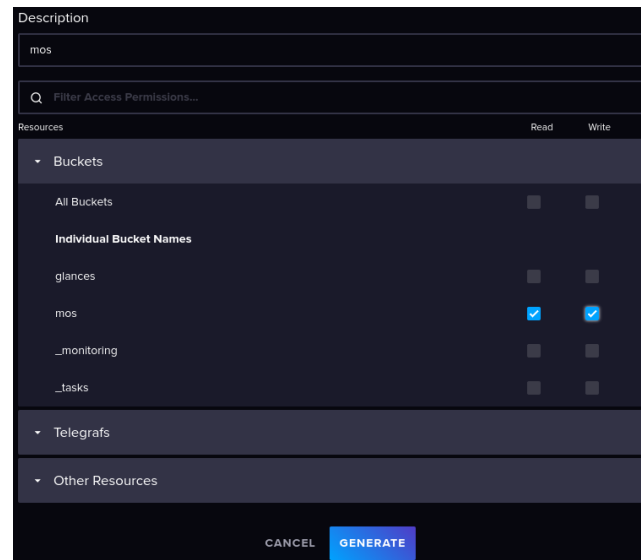 Description
mos
Filter Access Permissions...
Resources Read Write
Buckets
All Buckets
Individual Bucket Names
glances
mos
_monitoring
_tasks
Telegrafs
Other Resources
CANCEL GENERATE